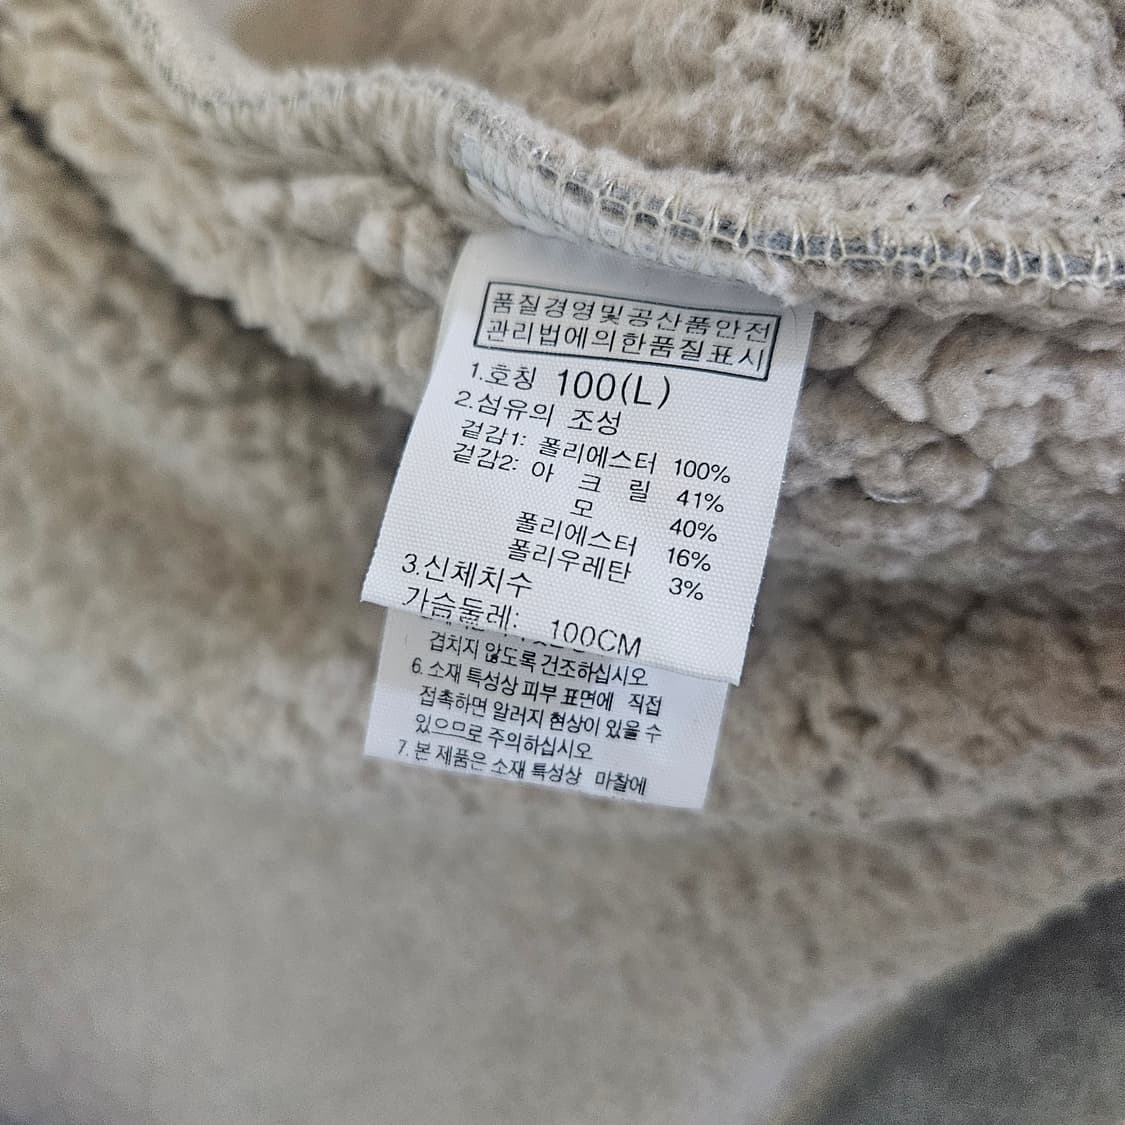 품질경영및공산품안전
관리법에의한품질표시
1.호칭 100(L)
2.섬유의 조성
겉감1: 폴리에스터 100%
겉감2: 아 크 릴 41%
모 40%
폴리에스터 16%
폴리우레탄 3%
3.신체치수
가슴둘레: 100CM
겹치지 않도록 건조하십시오
6. 소재 특성상 피부 표면에 직접
접촉하면 알러지 현상이 있을 수
있으므로 주의하십시오
7. 본 제품은 소재 특성상 마찰에